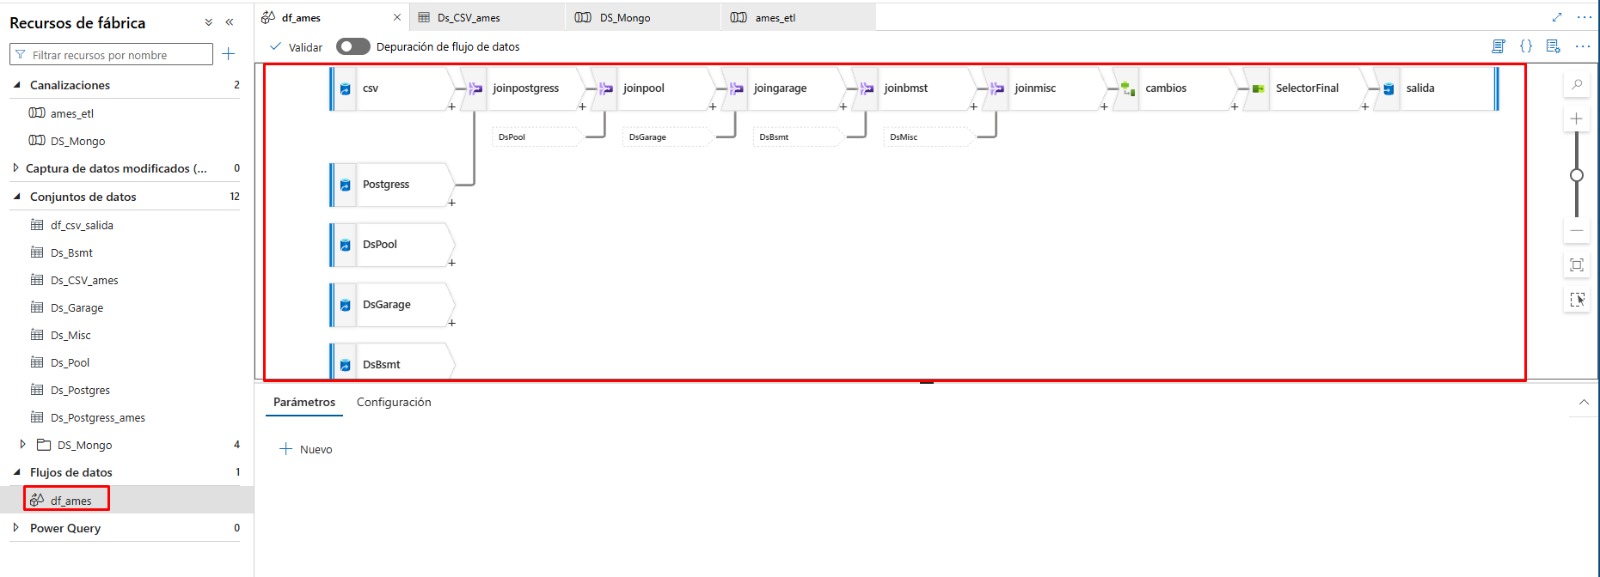 Recursos de fábrica
Filtrar recursos por nombre
Canalizaciones 2
ames_etl
DS_Mongo
Captura de datos modificados (... 0
Conjuntos de datos 12
df_csv_salida
Ds_Bsmt
Ds_CSV_ames
Ds_Garage
Ds_Misc
Ds_Pool
Ds_Postgres
Ds_Postgress_ames
DS_Mongo 4
Flujos de datos 1
df_ames
Power Query 0
df_ames Ds_CSV_ames DS_Mongo ames_etl
Validar Depuración de flujo de datos
csv joinpostgress joinpool joingarage joinbmst joinmisc cambios SelectorFinal salida
DsPool DsGarage DsBsmt DsMisc
Postgress
DsPool
DsGarage
DsBsmt
Parámetros Configuración
Nuevo